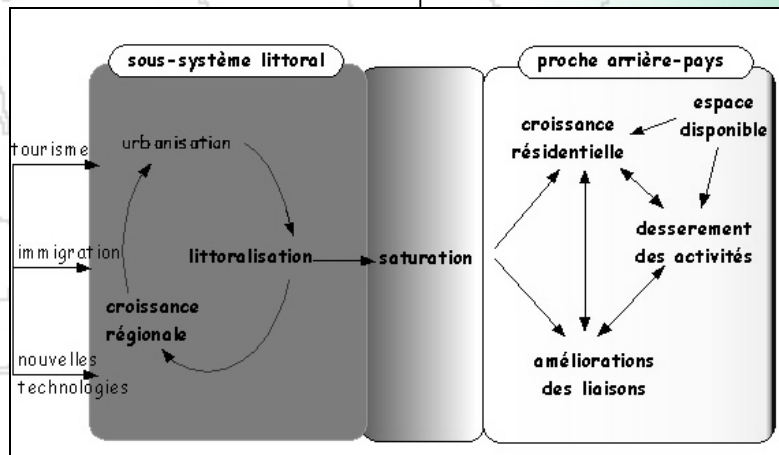 sous-système littoral
proche arrière-pays
tourisme
immigration
nouvelles
technologies
urbanisation
littoralisation
croissance
régionale
saturation
croissance
résidentielle
espace
disponible
desserement
des activités
améliorations
des liaisons